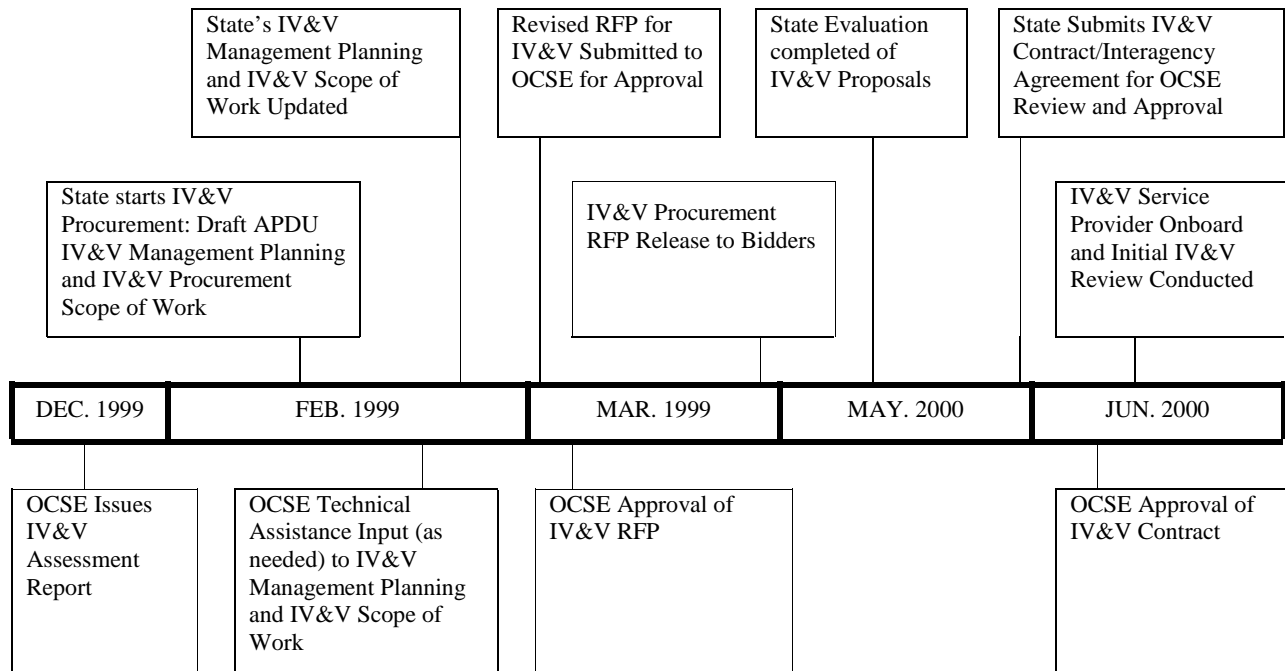 State's IV&V
Management Planning
and IV&V Scope of
Work Updated
Revised RFP for
IV&V Submitted to
OCSE for Approval
State Evaluation
completed of
IV&V Proposals
State Submits IV&V
Contract/Interagency
Agreement for OCSE
Review and Approval
State starts IV&V
Procurement: Draft APDU
IV&V Management Planning
and IV&V Procurement
Scope of Work
IV&V Procurement
RFP Release to Bidders
IV&V Service
Provider Onboard
and Initial IV&V
Review Conducted
DEC. 1999
FEB. 1999
MAR. 1999
MAY. 2000
JUN. 2000
OCSE Issues
IV&V
Assessment
Report
OCSE Technical
Assistance Input (as
needed) to IV&V
Management Planning
and IV&V Scope of
Work
OCSE Approval of
IV&V RFP
OCSE Approval of
IV&V Contract